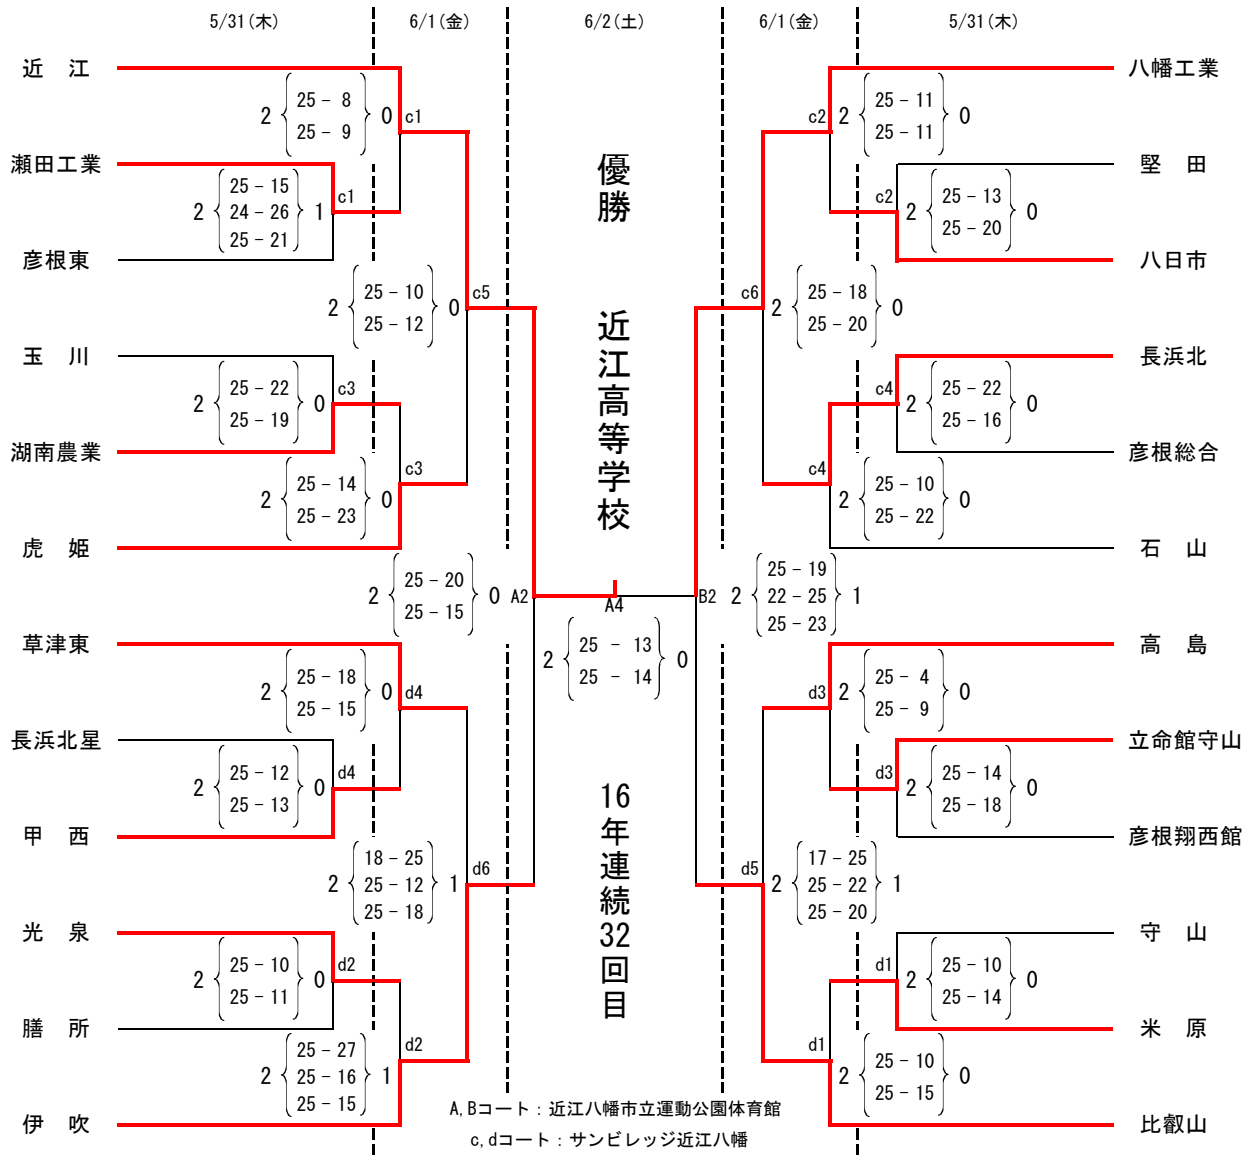 5/31(木) 6/1(金) 6/2(土) 6/1(金) 5/31(木)
近 江
2 25 - 8 0 c1
25 - 9
瀬田工業
2 25 - 15 1 c1
24 - 26
25 - 21
彦根東
2 25 - 10 0 c5
25 - 12
玉 川
2 25 - 22 0 c3
25 - 19
湖南農業
2 25 - 14 0 c3
25 - 23
虎 姫
2 25 - 20 0 A2
25 - 15
草津東
2 25 - 18 0 d4
25 - 15
長浜北星
2 25 - 12 0 d4
25 - 13
甲 西
2 18 - 25 1 d6
25 - 12
25 - 18
光 泉
2 25 - 10 0 d2
25 - 11
膳 所
2 25 - 27 1 d2
25 - 16
25 - 15
伊 吹
優勝
近江高等学校
A4
2 25 - 13 0
25 - 14
16年連続32回目
八幡工業
c2 2 25 - 11 0
25 - 11
堅 田
c2 2 25 - 13 0
25 - 20
八日市
c6 2 25 - 18 0
25 - 20
長浜北
c4 2 25 - 22 0
25 - 16
彦根総合
c4 2 25 - 10 0
25 - 22
石 山
B2 2 25 - 19 1
22 - 25
25 - 23
高 島
d3 2 25 - 4 0
25 - 9
立命館守山
d3 2 25 - 14 0
25 - 18
彦根翔西館
d5 2 17 - 25 1
25 - 22
25 - 20
守 山
d1 2 25 - 10 0
25 - 14
米 原
d1 2 25 - 10 0
25 - 15
比叡山
A,Bコート：近江八幡市立運動公園体育館
c,dコート：サンビレッジ近江八幡